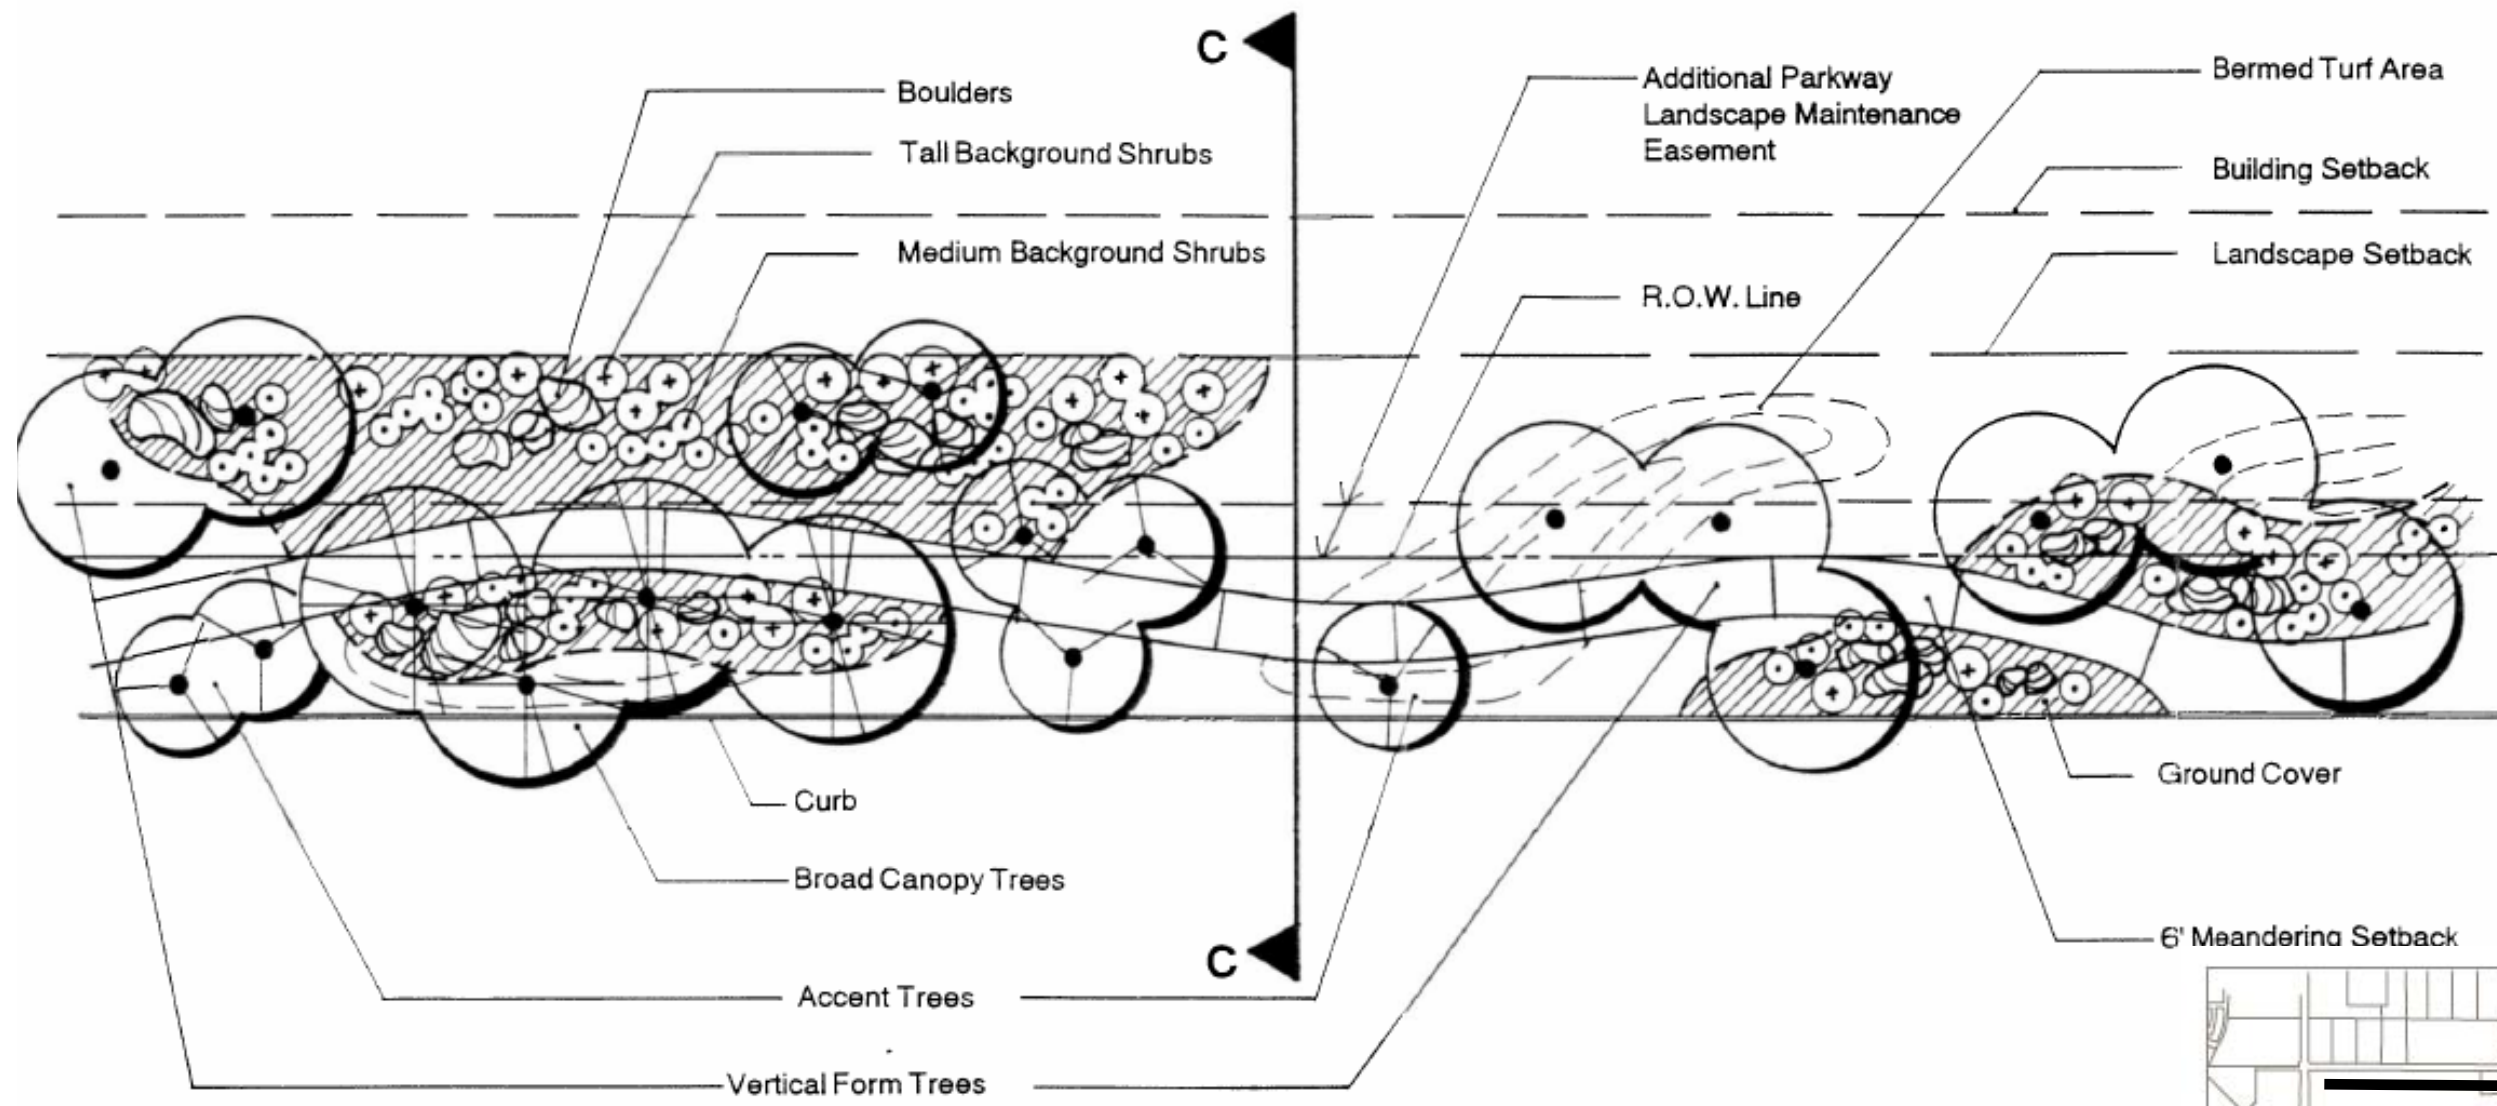 C
Boulders
Tall Background Shrubs
Medium Background Shrubs
Additional Parkway
Landscape Maintenance
Easement
R.O.W. Line
Bermed Turf Area
Building Setback
Landscape Setback
Curb
Broad Canopy Trees
Accent Trees
Vertical Form Trees
C
Ground Cover
6' Meandering Setback